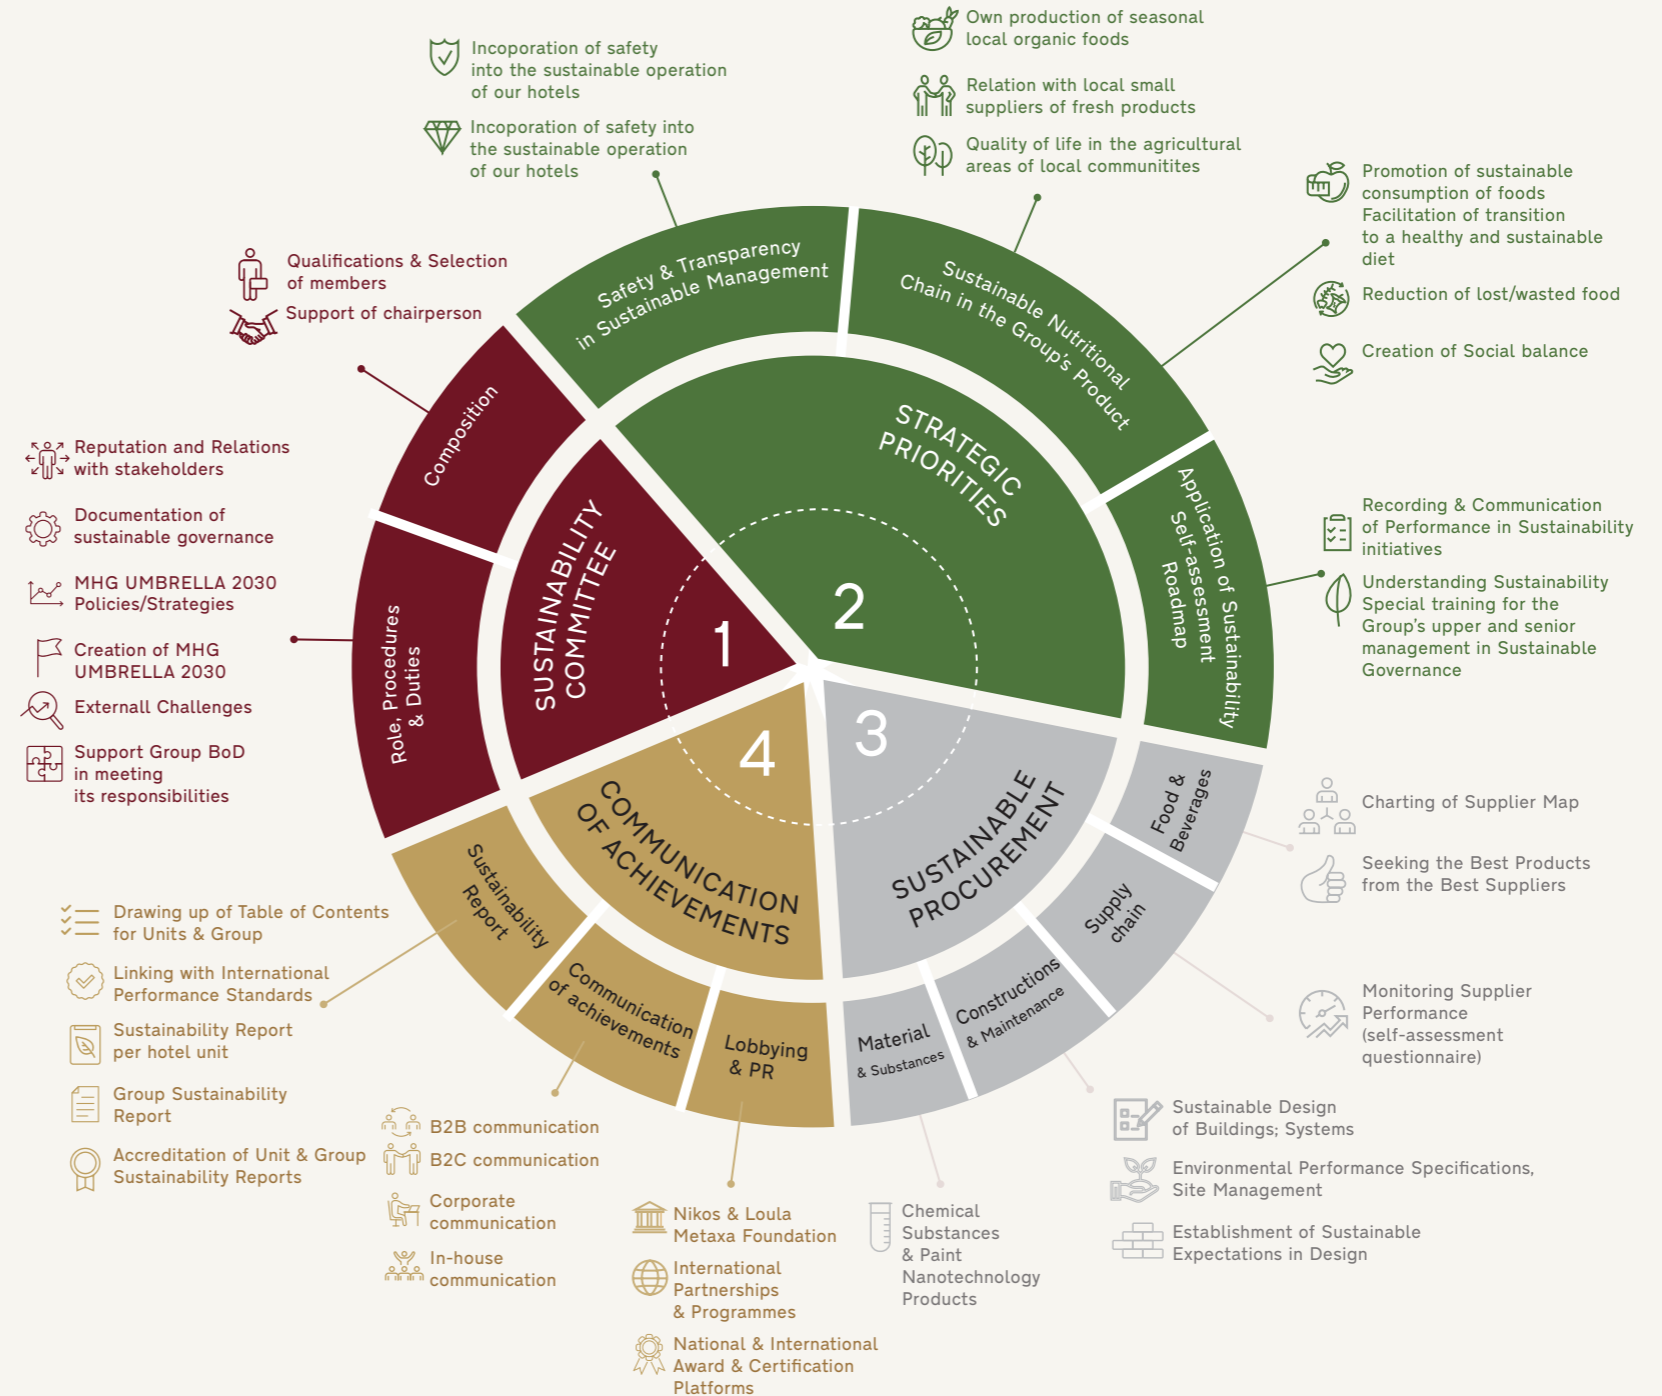 Incoporation of safety
into the sustainable operation
of our hotels
Incoporation of safety into
the sustainable operation
of our hotels
Own production of seasonal
local organic foods
Relation with local small
suppliers of fresh products
Quality of life in the agricultural
areas of local communitites
Promotion of sustainable
consumption of foods
Facilitation of transition
to a healthy and sustainable
diet
Reduction of lost/wasted food
Creation of Social balance
Qualifications & Selection
of members
Support of chairperson
Reputation and Relations
with stakeholders
Documentation of
sustainable governance
MHG UMBRELLA 2030
Policies/Strategies
Creation of MHG
UMBRELLA 2030
Externall Challenges
Support Group BoD
in meeting
its responsibilities
Composition
Role, Procedures
& Duties
SUSTAINABILITY
COMMITTEE
1
Safety & Transparency
in Sustainable Management
Sustainable Nutritional
Chain in the Group's Product
Application of Sustainability
Self-assessment
Roadmap
STRATEGIC
PRIORITIES
2
Recording & Communication
of Performance in Sustainability
initiatives
Understanding Sustainability
Special training for the
Group's upper and senior
management in Sustainable
Governance
3
SUSTAINABLE
PROCUREMENT
Food &
Beverages
Supply
chain
Constructions
& Maintenance
Material
& Substances
Charting of Supplier Map
Seeking the Best Products
from the Best Suppliers
Monitoring Supplier
Performance
(self-assessment
questionnaire)
Sustainable Design
of Buildings; Systems
Environmental Performance Specifications,
Site Management
Establishment of Sustainable
Expectations in Design
Chemical
Substances
& Paint
Nanotechnology
Products
4
COMMUNICATION
OF ACHIEVEMENTS
Sustainability
Report
Communication
of achievements
Lobbying
& PR
Drawing up of Table of Contents
for Units & Group
Linking with International
Performance Standards
Sustainability Report
per hotel unit
Group Sustainability
Report
Accreditation of Unit & Group
Sustainability Reports
B2B communication
B2C communication
Corporate
communication
In-house
communication
Nikos & Loula
Metaxa Foundation
International
Partnerships
& Programmes
National & International
Award & Certification
Platforms